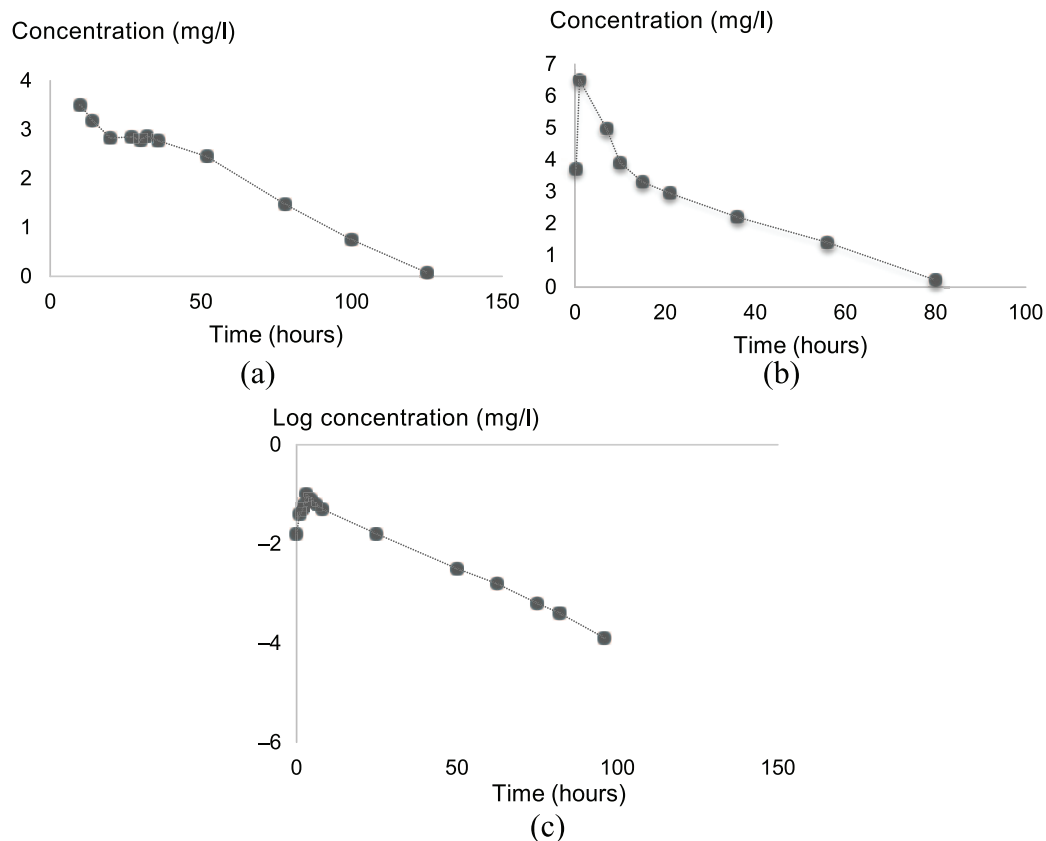 Concentration (mg/l)
4
3
2
1
0
0 50 100 150
Time (hours)
(a)
Concentration (mg/l)
7
6
5
4
3
2
1
0
0 20 40 60 80 100
Time (hours)
(b)
Log concentration (mg/l)
0
–2
–4
–6
0 50 100 150
Time (hours)
(c)